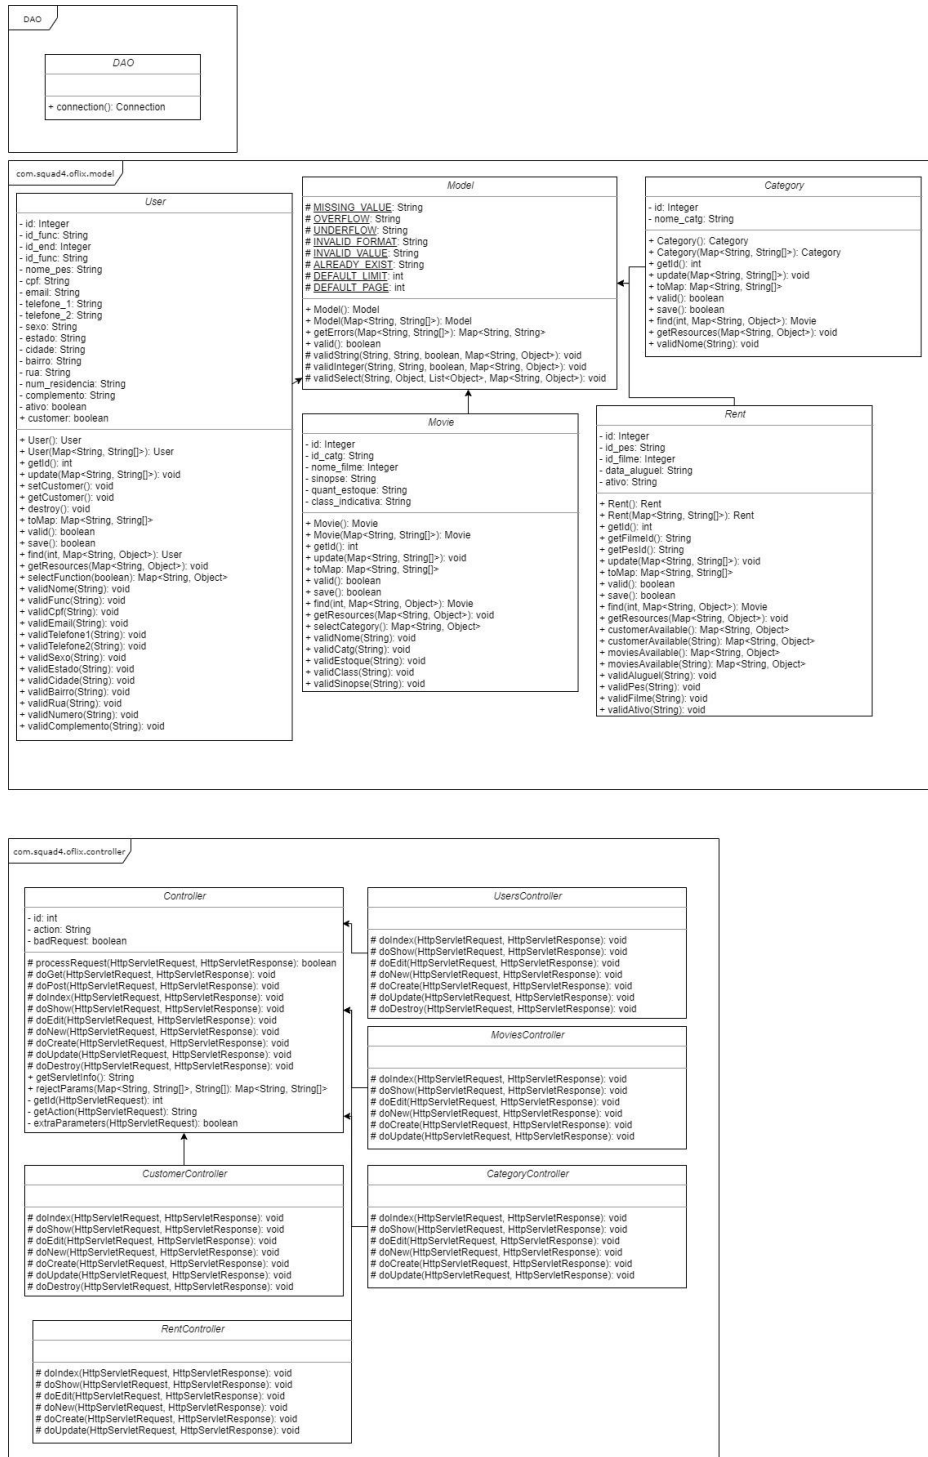 DAO
DAO
+ connection(): Connection
com.squad4.oflix.model
User
- id: Integer
- id_func: String
- id_end: Integer
- id_func: String
- nome_pes: String
- cpf: String
- email: String
- telefone_1: String
- telefone_2: String
- sexo: String
- estado: String
- cidade: String
- bairro: String
- rua: String
- num_residencia: String
- complemento: String
- ativo: boolean
+ customer: boolean
+ User(): User
+ User(Map<String, String[]>): User
+ getId(): int
+ update(Map<String, String[]>): void
+ setCustomer(): void
+ getCustomer(): void
+ destroy(): void
+ toMap: Map<String, String[]>
+ valid(): boolean
+ save(): boolean
+ find(int, Map<String, Object>): User
+ getResources(Map<String, Object>): void
+ selectFunction(boolean): Map<String, Object>
+ validNome(String): void
+ validFunc(String): void
+ validCpf(String): void
+ validEmail(String): void
+ validTelefone1(String): void
+ validTelefone2(String): void
+ validSexo(String): void
+ validEstado(String): void
+ validCidade(String): void
+ validBairro(String): void
+ validRua(String): void
+ validNumero(String): void
+ validComplemento(String): void
Model
# MISSING_VALUE: String
# OVERFLOW: String
# UNDERFLOW: String
# INVALID_FORMAT: String
# INVALID_VALUE: String
# ALREADY_EXIST: String
# DEFAULT_LIMIT: int
# DEFAULT_PAGE: int
+ Model(): Model
+ Model(Map<String, String[]>): Model
+ getErrors(Map<String, String[]>): Map<String, String>
+ valid(): boolean
# validString(String, String, boolean, Map<String, Object>): void
# validInteger(String, String, boolean, Map<String, Object>): void
# validSelect(String, Object, List<Object>, Map<String, Object>): void
Category
- id: Integer
- nome_catg: String
+ Category(): Category
+ Category(Map<String, String[]>): Category
+ getId(): int
+ update(Map<String, String[]>): void
+ toMap: Map<String, String[]>
+ valid(): boolean
+ save(): boolean
+ find(int, Map<String, Object>): Movie
+ getResources(Map<String, Object>): void
+ validNome(String): void
Movie
- id: Integer
- id_catg: String
- nome_filme: Integer
- sinopse: String
- quant_estoque: String
- class_indicativa: String
+ Movie(): Movie
+ Movie(Map<String, String[]>): Movie
+ getId(): int
+ update(Map<String, String[]>): void
+ toMap: Map<String, String[]>
+ valid(): boolean
+ save(): boolean
+ find(int, Map<String, Object>): Movie
+ getResources(Map<String, Object>): void
+ selectCategory(): Map<String, Object>
+ validNome(String): void
+ validCatg(String): void
+ validEstoque(String): void
+ validClass(String): void
+ validSinopse(String): void
Rent
- id: Integer
- id_pes: String
- id_filme: Integer
- data_aluguel: String
- ativo: String
+ Rent(): Rent
+ Rent(Map<String, String[]>): Rent
+ getId(): int
+ getFilmeId(): String
+ getPesId(): String
+ update(Map<String, String[]>): void
+ toMap: Map<String, String[]>
+ valid(): boolean
+ save(): boolean
+ find(int, Map<String, Object>): Movie
+ getResources(Map<String, Object>): void
+ customerAvailable(): Map<String, Object>
+ customerAvailable(String): Map<String, Object>
+ moviesAvailable(): Map<String, Object>
+ moviesAvailable(String): Map<String, Object>
+ validAluguel(String): void
+ validPes(String): void
+ validFilme(String): void
+ validAtivo(String): void
com.squad4.oflix.controller
Controller
- id: int
- action: String
- badRequest: boolean
# processRequest(HttpServletRequest, HttpServletResponse): boolean
# doGet(HttpServletRequest, HttpServletResponse): void
# doPost(HttpServletRequest, HttpServletResponse): void
# doIndex(HttpServletRequest, HttpServletResponse): void
# doShow(HttpServletRequest, HttpServletResponse): void
# doEdit(HttpServletRequest, HttpServletResponse): void
# doNew(HttpServletRequest, HttpServletResponse): void
# doCreate(HttpServletRequest, HttpServletResponse): void
# doUpdate(HttpServletRequest, HttpServletResponse): void
# doDestroy(HttpServletRequest, HttpServletResponse): void
+ getServletInfo(): String
+ rejectParams(Map<String, String[]>, String[]): Map<String, String[]>
- getId(HttpServletRequest): int
- getAction(HttpServletRequest): String
- extraParameters(HttpServletRequest): boolean
UsersController
# doIndex(HttpServletRequest, HttpServletResponse): void
# doShow(HttpServletRequest, HttpServletResponse): void
# doEdit(HttpServletRequest, HttpServletResponse): void
# doNew(HttpServletRequest, HttpServletResponse): void
# doCreate(HttpServletRequest, HttpServletResponse): void
# doUpdate(HttpServletRequest, HttpServletResponse): void
# doDestroy(HttpServletRequest, HttpServletResponse): void
MoviesController
# doIndex(HttpServletRequest, HttpServletResponse): void
# doShow(HttpServletRequest, HttpServletResponse): void
# doEdit(HttpServletRequest, HttpServletResponse): void
# doNew(HttpServletRequest, HttpServletResponse): void
# doCreate(HttpServletRequest, HttpServletResponse): void
# doUpdate(HttpServletRequest, HttpServletResponse): void
CustomerController
# doIndex(HttpServletRequest, HttpServletResponse): void
# doShow(HttpServletRequest, HttpServletResponse): void
# doEdit(HttpServletRequest, HttpServletResponse): void
# doNew(HttpServletRequest, HttpServletResponse): void
# doCreate(HttpServletRequest, HttpServletResponse): void
# doUpdate(HttpServletRequest, HttpServletResponse): void
# doDestroy(HttpServletRequest, HttpServletResponse): void
CategoryController
# doIndex(HttpServletRequest, HttpServletResponse): void
# doShow(HttpServletRequest, HttpServletResponse): void
# doEdit(HttpServletRequest, HttpServletResponse): void
# doNew(HttpServletRequest, HttpServletResponse): void
# doCreate(HttpServletRequest, HttpServletResponse): void
# doUpdate(HttpServletRequest, HttpServletResponse): void
RentController
# doIndex(HttpServletRequest, HttpServletResponse): void
# doShow(HttpServletRequest, HttpServletResponse): void
# doEdit(HttpServletRequest, HttpServletResponse): void
# doNew(HttpServletRequest, HttpServletResponse): void
# doCreate(HttpServletRequest, HttpServletResponse): void
# doUpdate(HttpServletRequest, HttpServletResponse): void